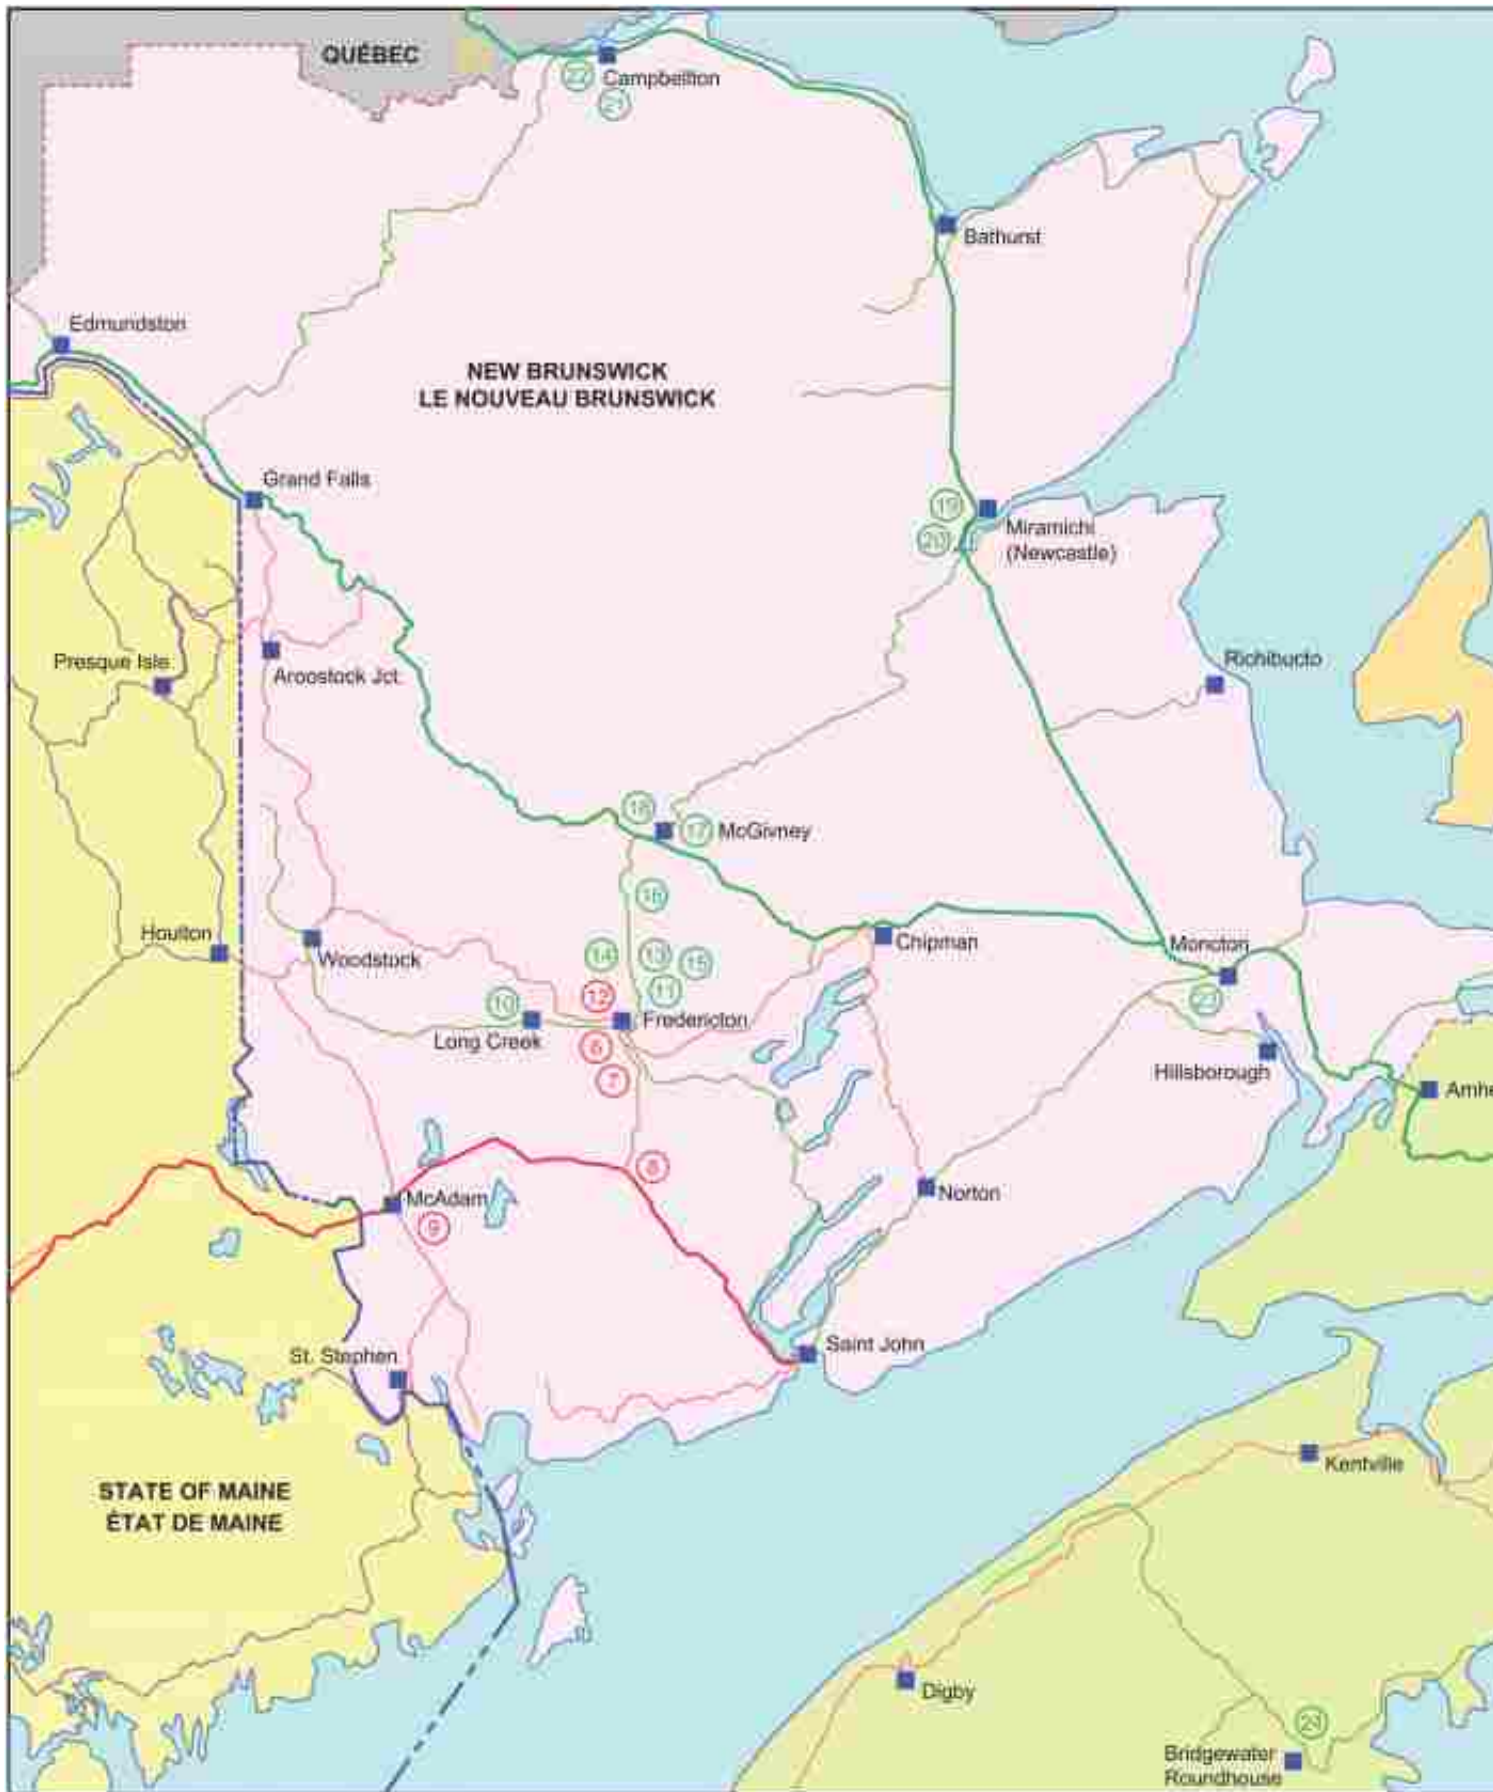 QUÉBEC
22
Campbellton
21
Bathurst
Edmundston
NEW BRUNSWICK
LE NOUVEAU BRUNSWICK
Grand Falls
19
Miramichi
(Newcastle)
20
Richibucto
Presque Isle
Aroostock Jct.
18
17
McGivney
16
Houlton
Woodstock
Chipman
Moncton
14
13
15
11
10
12
23
Fredericton
Long Creek
6
7
Hillsborough
Amhe
8
McAdam
9
Norton
Saint John
St. Stephen
Kentville
STATE OF MAINE
ÉTAT DE MAINE
Digby
24
Bridgewater
Roundhouse